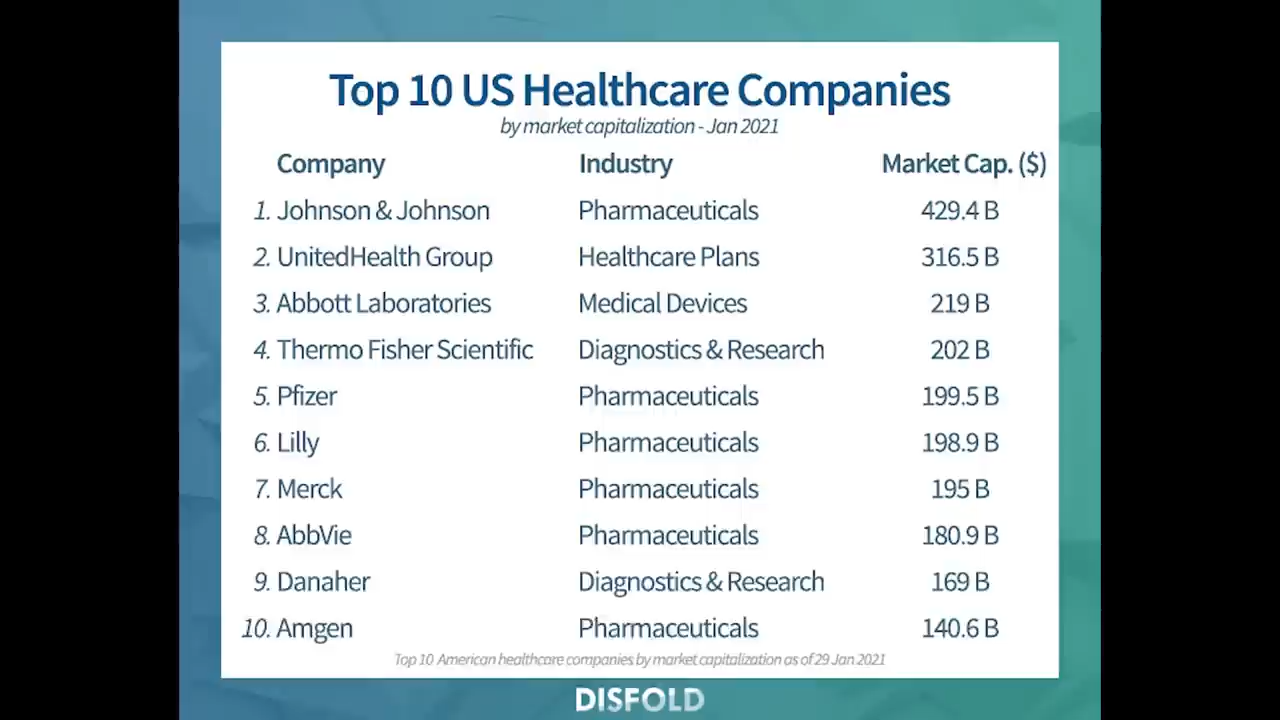 Top 10 US Healthcare Companies
by market capitalization - Jan 2021
Company Industry Market Cap. ($)
1. Johnson & Johnson Pharmaceuticals 429.4 B
2. UnitedHealth Group Healthcare Plans 316.5 B
3. Abbott Laboratories Medical Devices 219 B
4. Thermo Fisher Scientific Diagnostics & Research 202 B
5. Pfizer Pharmaceuticals 199.5 B
6. Lilly Pharmaceuticals 198.9 B
7. Merck Pharmaceuticals 195 B
8. AbbVie Pharmaceuticals 180.9 B
9. Danaher Diagnostics & Research 169 B
10. Amgen Pharmaceuticals 140.6 B
Top 10 American healthcare companies by market capitalization as of 29 Jan 2021
DISFOLD